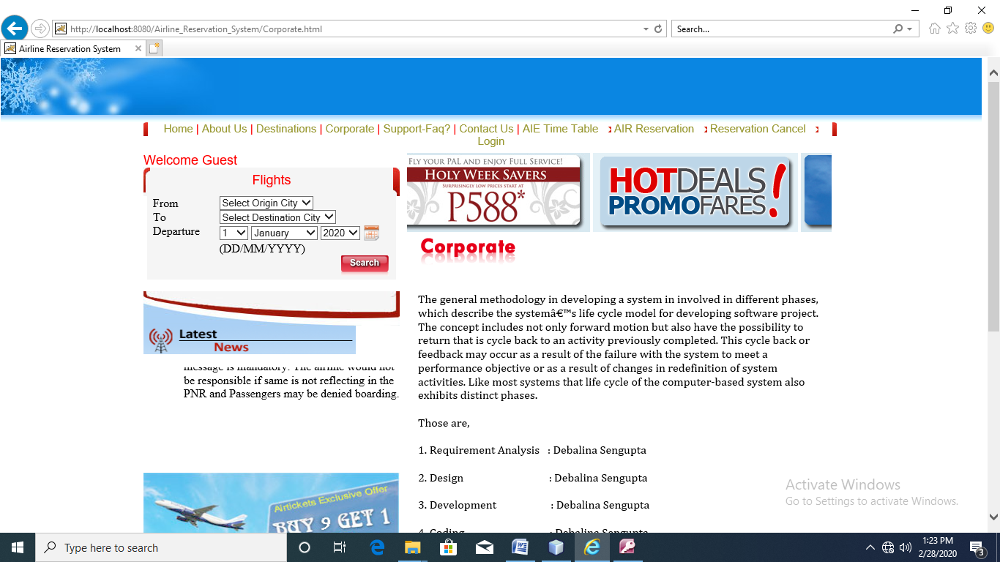 http://localhost:8080/Airline_Reservation_System/Corporate.html
Search...
Airline Reservation System
Home | About Us | Destinations | Corporate | Support-Faq? | Contact Us | AIE Time Table AIR Reservation Reservation Cancel
Login
Welcome Guest
Flights
From Select Origin City
To Select Destination City
Departure 1 January 2020
(DD/MM/YYYY)
Search
FLY YOUR PAL AND ENJOY FULL SERVICE!
HOLY WEEK SAVERS
SURPRISINGLY LOW PRICES START AT
P588*
HOTDEALS!
PROMOFARES
Corporate
Latest
News
message is mandatory. The airline would not
be responsible if same is not reflecting in the
PNR and Passengers may be denied boarding.
Airtickets Exclusive Offer
BUY 9 GET 1
The general methodology in developing a system in involved in different phases,
which describe the systemâ€™s life cycle model for developing software project.
The concept includes not only forward motion but also have the possibility to
return that is cycle back to an activity previously completed. This cycle back or
feedback may occur as a result of the failure with the system to meet a
performance objective or as a result of changes in redefinition of system
activities. Like most systems that life cycle of the computer-based system also
exhibits distinct phases.
Those are,
1. Requirement Analysis : Debalina Sengupta
2. Design : Debalina Sengupta
3. Development : Debalina Sengupta
4. Coding : Debalina Sengupta
Activate Windows
Go to Settings to activate Windows.
Type here to search
1:23 PM
2/28/2020
3